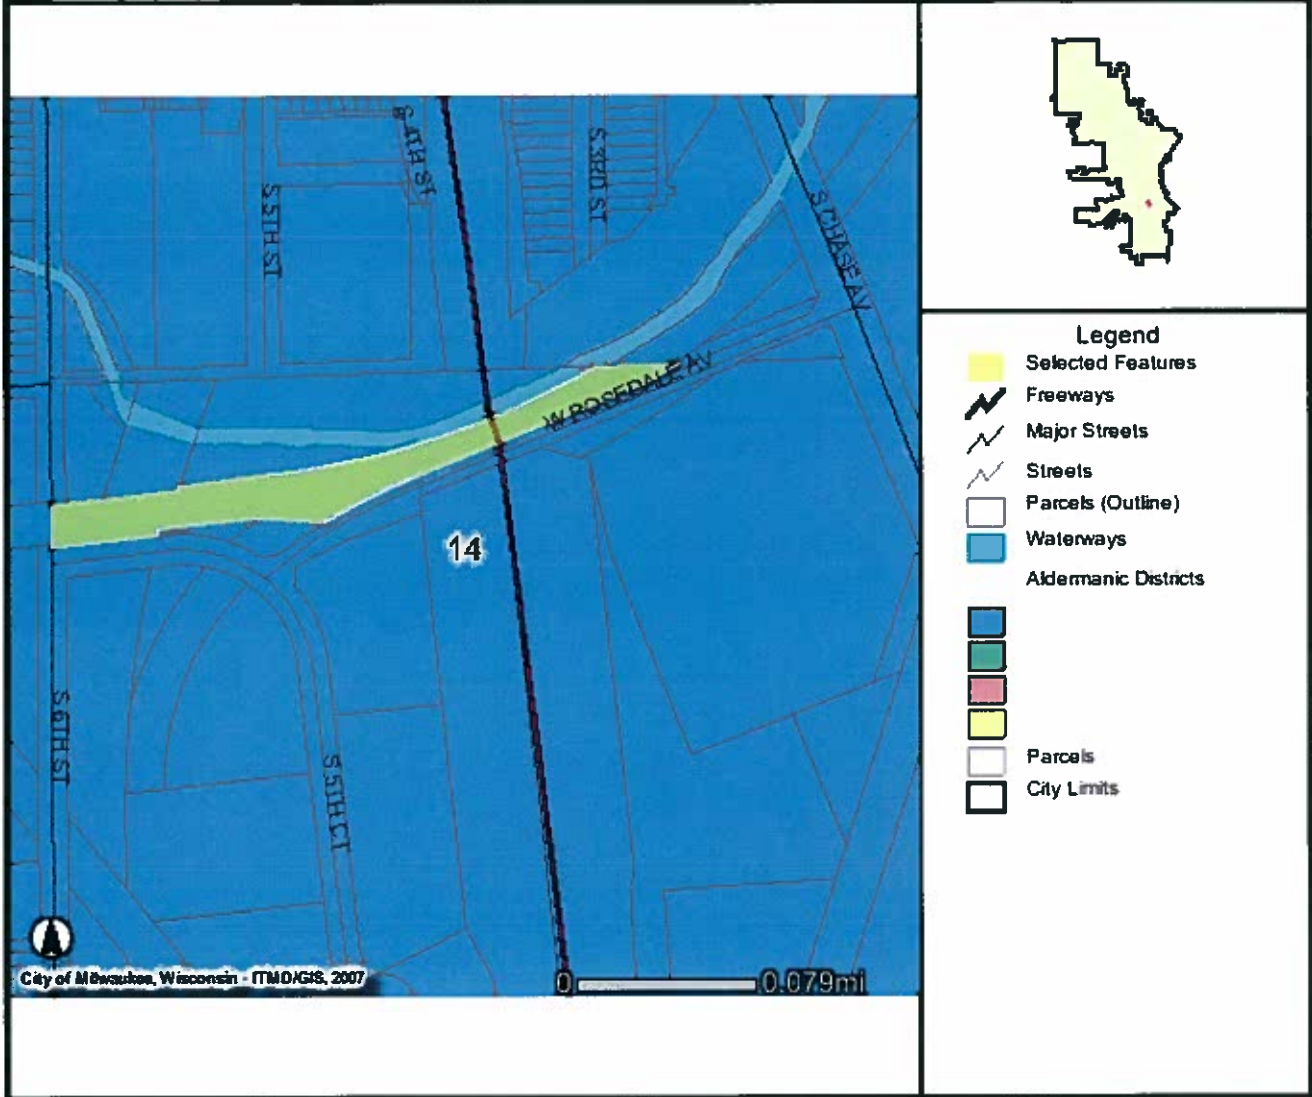 S 4TH ST
S 3RD ST
S 5TH ST
S CHASE AV
W ROSEDALE AV
14
S 6TH ST
S 5TH CT
City of Milwaukee, Wisconsin - ITMD/GIS, 2007
0 0.079mi
Legend
Selected Features
Freeways
Major Streets
Streets
Parcels (Outline)
Waterways
Aldermanic Districts
Parcels
City Limits